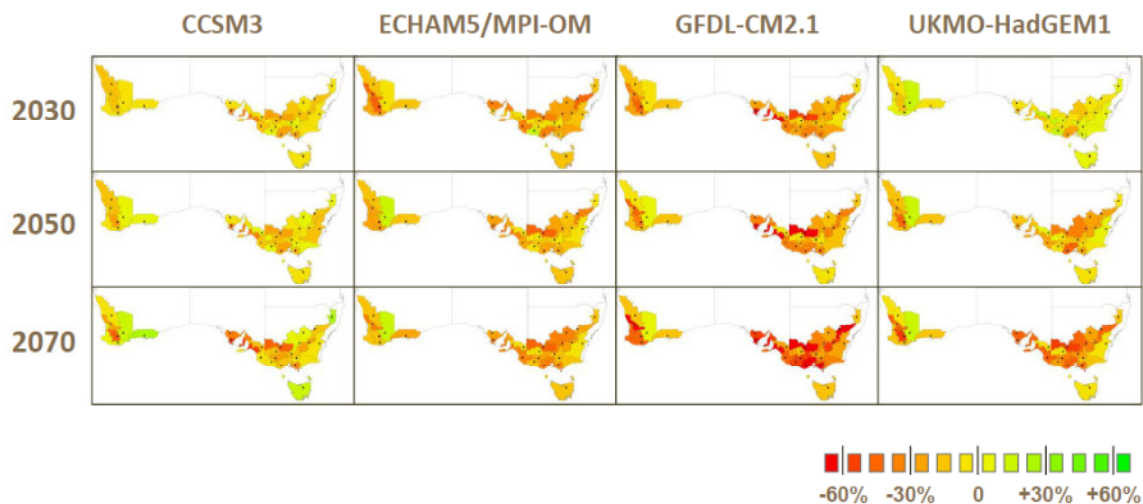 CCSM3 ECHAM5/MPI-OM GFDL-CM2.1 UKMO-HadGEM1
2030
2050
2070
-60% -30% 0 +30% +60%